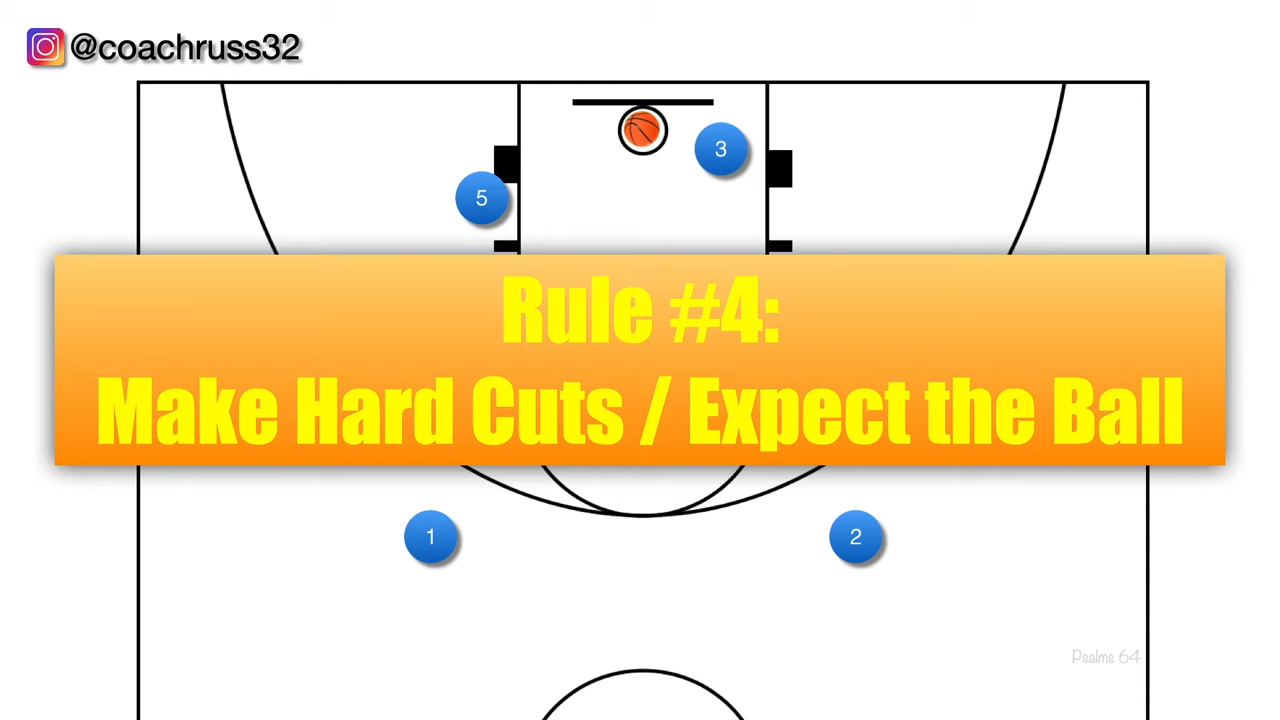 @coachruss32
3
5
Rule #4:
Make Hard Cuts / Expect the Ball
1
2
Psalms 64